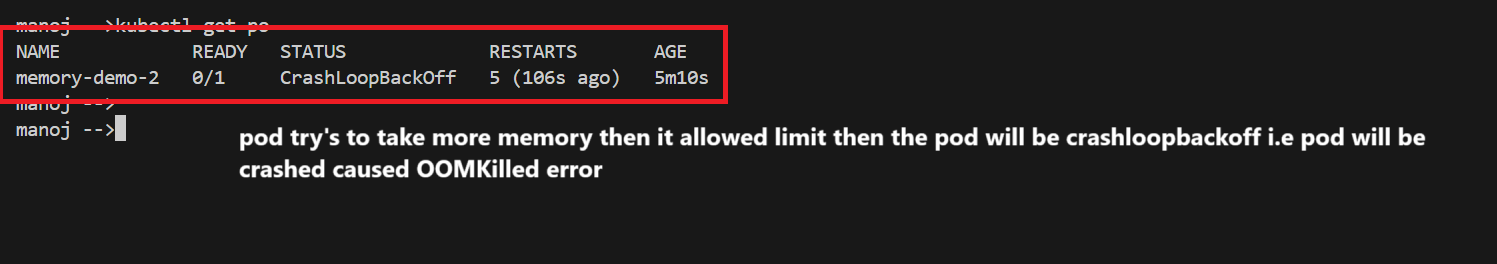 manoj -->kubectl get po
NAME READY STATUS RESTARTS AGE
memory-demo-2 0/1 CrashLoopBackOff 5 (106s ago) 5m10s
manoj -->
manoj -->
pod try's to take more memory then it allowed limit then the pod will be crashloopbackoff i.e pod will be
crashed caused OOMKilled error